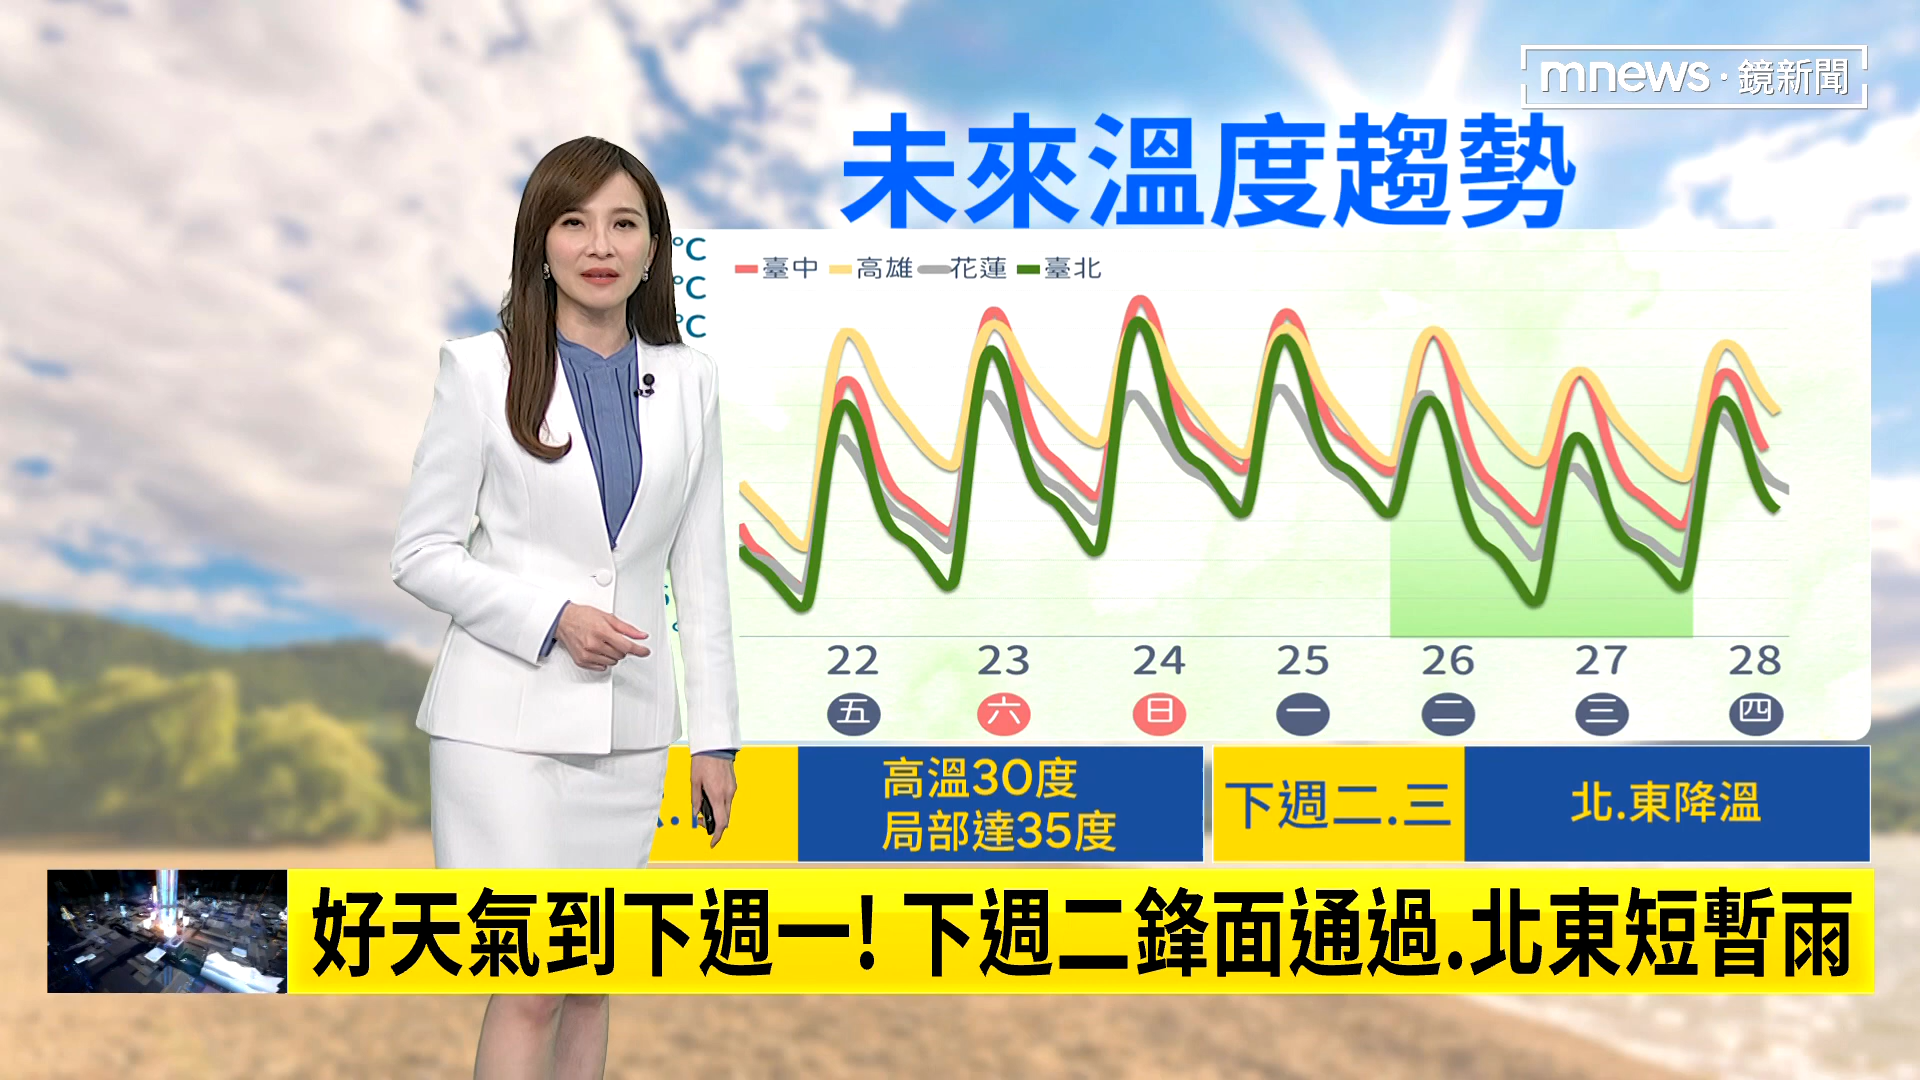 mnews·鏡新聞
未來溫度趨勢
°C
°C
°C
臺中 高雄 花蓮 臺北
22 23 24 25 26 27 28
五 六 日 一 二 三 四
高溫30度
局部達35度
下週二.三
北.東降溫
好天氣到下週一! 下週二鋒面通過.北東短暫雨